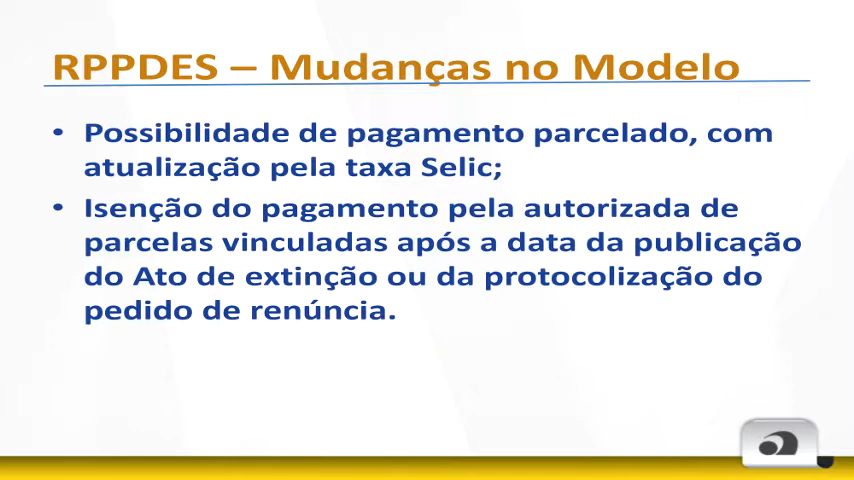 RPPDES – Mudanças no Modelo
• Possibilidade de pagamento parcelado, com
atualização pela taxa Selic;
• Isenção do pagamento pela autorizada de
parcelas vinculadas após a data da publicação
do Ato de extinção ou da protocolização do
pedido de renúncia.